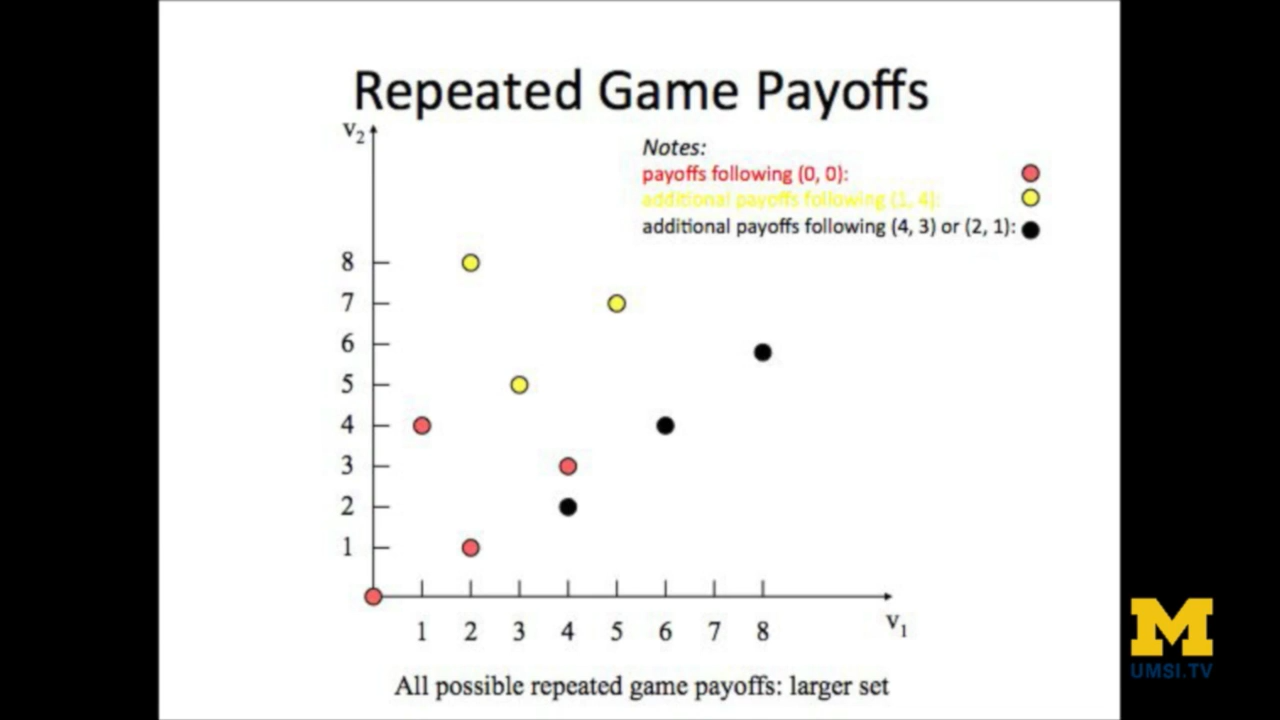 Repeated Game Payoffs
v2
Notes:
payoffs following (0, 0):
additional payoffs following (1, 4):
additional payoffs following (4, 3) or (2, 1):
8
7
6
5
4
3
2
1
1 2 3 4 5 6 7 8
v1
All possible repeated game payoffs: larger set
M
UMSI.TV